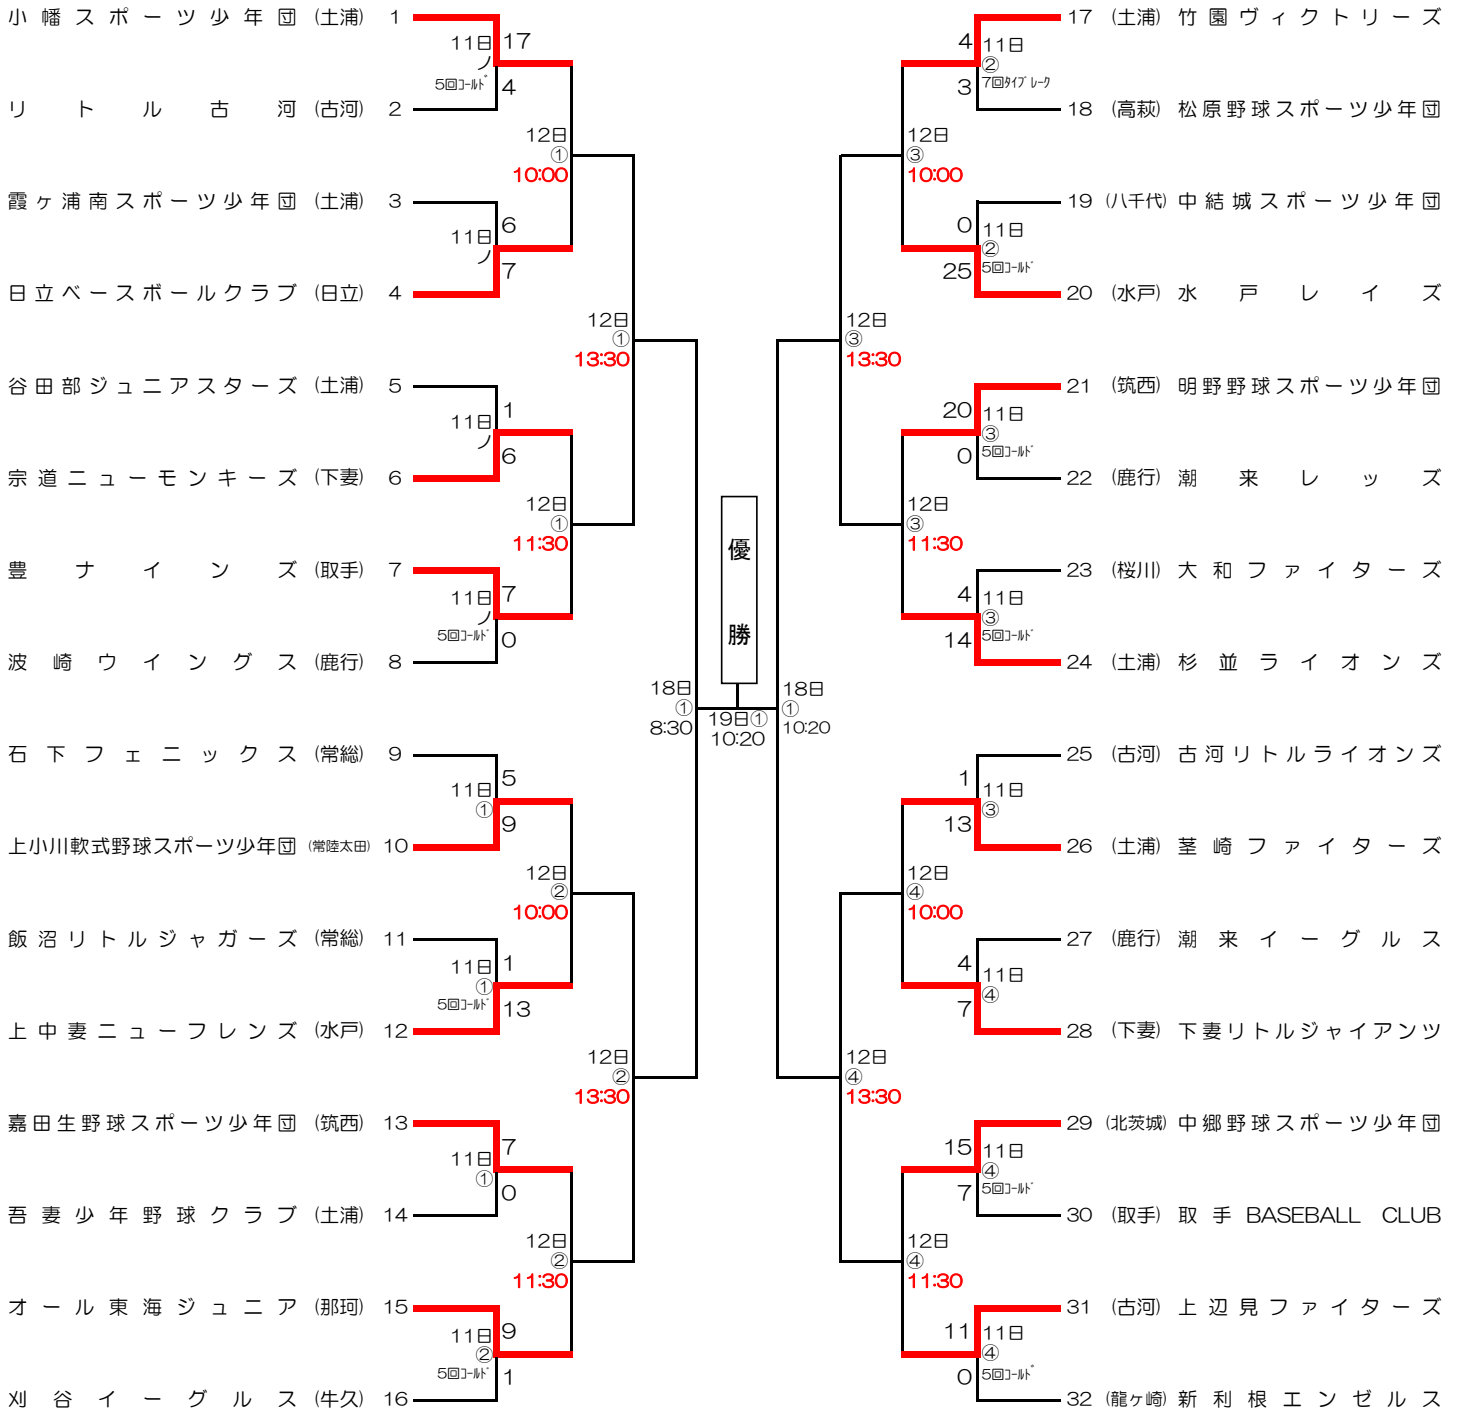 小幡スポーツ少年団 (土浦) 1
11日 17
ノ
5回ｺｰﾙﾄﾞ 4
リトル古河 (古河) 2
12日
①
10:00
霞ヶ浦南スポーツ少年団 (土浦) 3
6
11日
ノ
7
日立ベースボールクラブ (日立) 4
12日
①
13:30
谷田部ジュニアスターズ (土浦) 5
1
11日
ノ
6
宗道ニューモンキーズ (下妻) 6
12日
①
11:30
豊ナインズ (取手) 7
11日 7
ノ
5回ｺｰﾙﾄﾞ 0
波崎ウイングス (鹿行) 8
18日
①
8:30
石下フェニックス (常総) 9
5
11日
①
9
上小川軟式野球スポーツ少年団 (常陸太田) 10
12日
②
10:00
飯沼リトルジャガーズ (常総) 11
11日 1
①
5回ｺｰﾙﾄﾞ 13
上中妻ニューフレンズ (水戸) 12
12日
②
13:30
嘉田生野球スポーツ少年団 (筑西) 13
7
11日
①
0
吾妻少年野球クラブ (土浦) 14
12日
②
11:30
オール東海ジュニア (那珂) 15
11日 9
②
5回ｺｰﾙﾄﾞ 1
刈谷イーグルス (牛久) 16
優勝
19日①
10:20
17 (土浦) 竹園ヴィクトリーズ
4 11日
②
3 7回ﾀｲﾌﾞﾚｰｸ
18 (高萩) 松原野球スポーツ少年団
12日
③
10:00
19 (八千代) 中結城スポーツ少年団
0 11日
②
25 5回ｺｰﾙﾄﾞ
20 (水戸) 水戸レイズ
12日
③
13:30
21 (筑西) 明野野球スポーツ少年団
20 11日
③
0 5回ｺｰﾙﾄﾞ
22 (鹿行) 潮来レッズ
12日
③
11:30
23 (桜川) 大和ファイターズ
4 11日
③
14 5回ｺｰﾙﾄﾞ
24 (土浦) 杉並ライオンズ
18日
①
10:20
25 (古河) 古河リトルライオンズ
1 11日
③
13
26 (土浦) 茎崎ファイターズ
12日
④
10:00
27 (鹿行) 潮来イーグルス
4 11日
④
7
28 (下妻) 下妻リトルジャイアンツ
12日
④
13:30
29 (北茨城) 中郷野球スポーツ少年団
15 11日
④
7 5回ｺｰﾙﾄﾞ
30 (取手) 取手 BASEBALL CLUB
12日
④
11:30
31 (古河) 上辺見ファイターズ
11 11日
④
0 5回ｺｰﾙﾄﾞ
32 (龍ヶ崎) 新利根エンゼルス